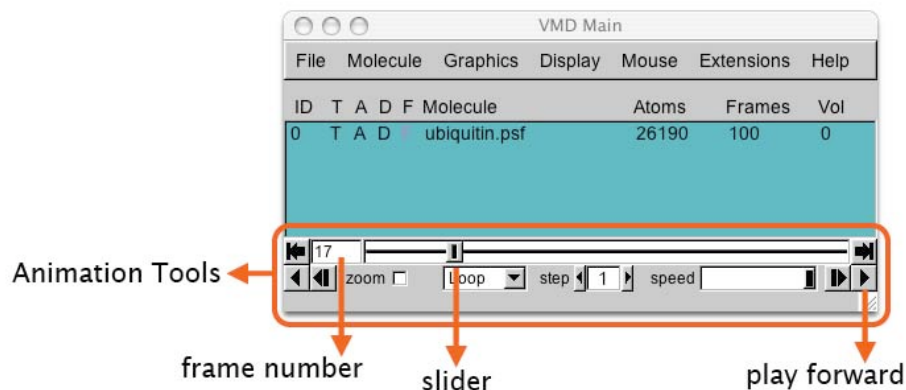 VMD Main
File Molecule Graphics Display Mouse Extensions Help
ID T A D F Molecule Atoms Frames Vol
0 T A D F ubiquitin.psf 26190 100 0
17
zoom Loop step 1 speed
Animation Tools
frame number
slider
play forward